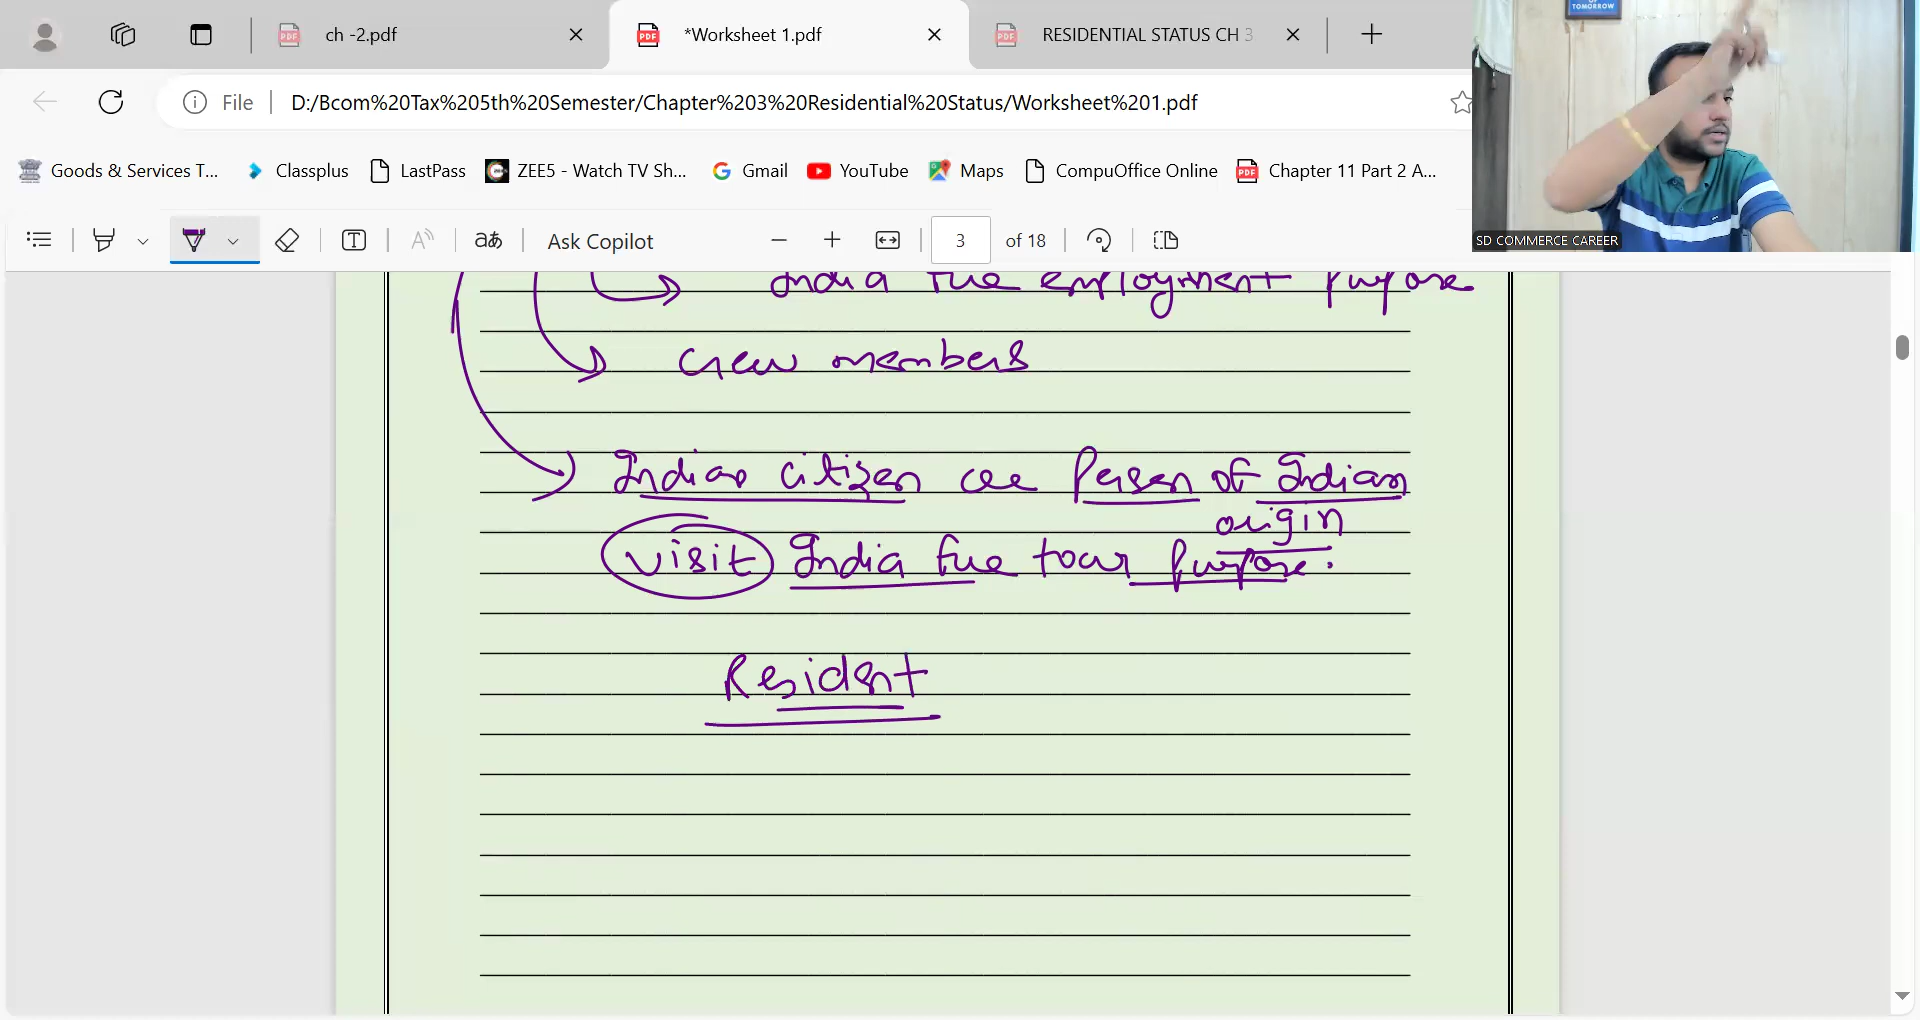 OF
TOMORROW
ch -2.pdf
*Worksheet 1.pdf
RESIDENTIAL STATUS CH 3
File
D:/Bcom%20Tax%205th%20Semester/Chapter%203%20Residential%20Status/Worksheet%201.pdf
Goods & Services T...
Classplus
LastPass
ZEE5 - Watch TV Sh...
Gmail
YouTube
Maps
CompuOffice Online
Chapter 11 Part 2 A...
Ask Copilot
3 of 18
SD COMMERCE CAREER
India for employment purpose
crew members
Indian citizen or Person of Indian
origin
visit India for tour purpose.
Resident